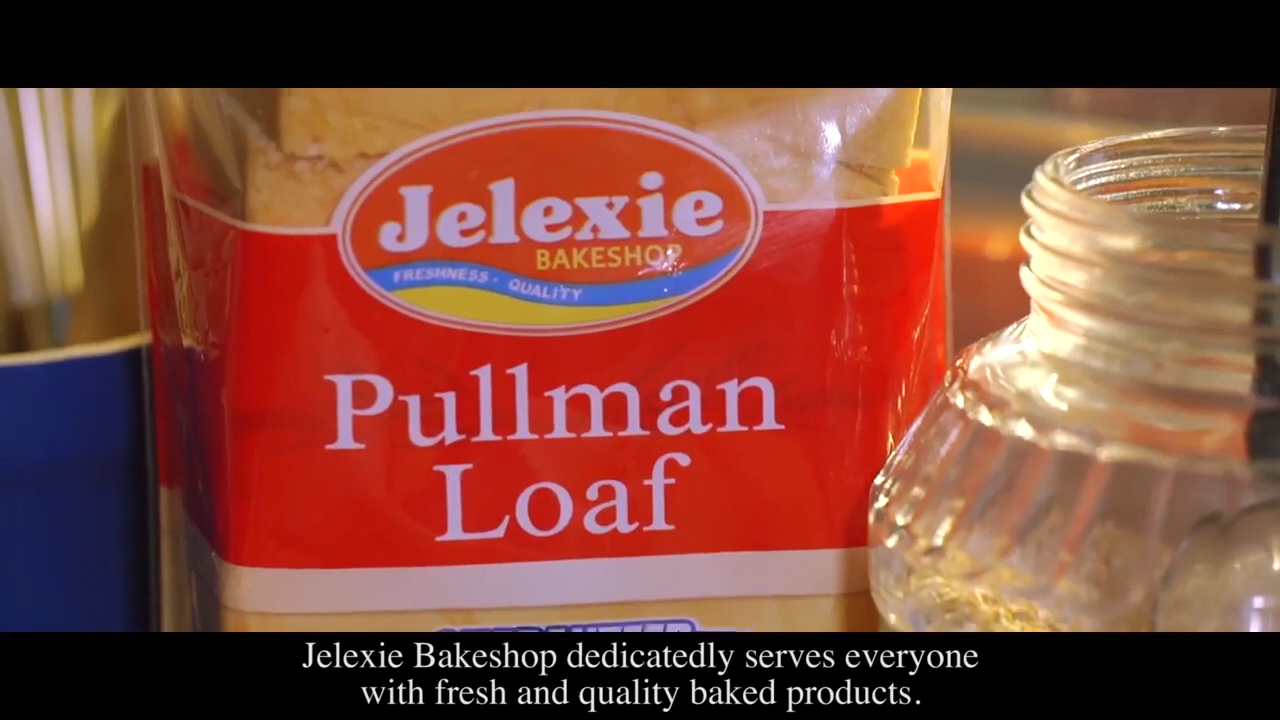 Jelexie
BAKESHOP
FRESHNESS · QUALITY
Pullman
Loaf
Jelexie Bakeshop dedicatedly serves everyone
with fresh and quality baked products.